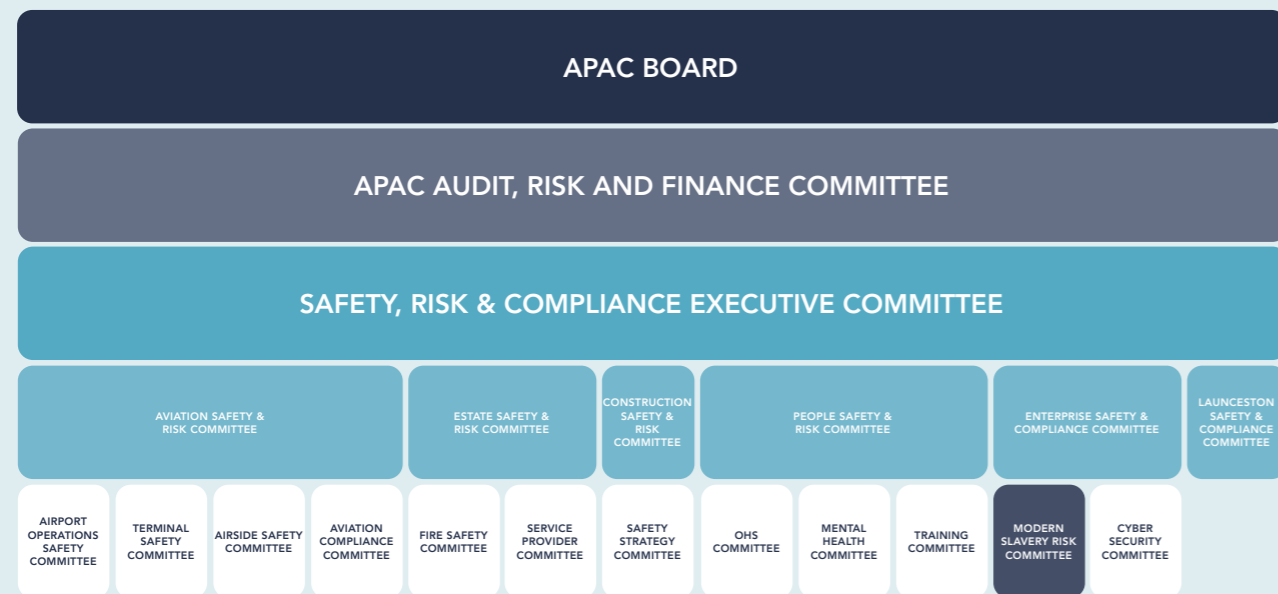 APAC BOARD
APAC AUDIT, RISK AND FINANCE COMMITTEE
SAFETY, RISK & COMPLIANCE EXECUTIVE COMMITTEE
AVIATION SAFETY &
RISK COMMITTEE
ESTATE SAFETY &
RISK COMMITTEE
CONSTRUCTION
SAFETY &
RISK
COMMITTEE
PEOPLE SAFETY &
RISK COMMITTEE
ENTERPRISE SAFETY &
COMPLIANCE COMMITTEE
LAUNCESTON
SAFETY &
COMPLIANCE
COMMITTEE
AIRPORT
OPERATIONS
SAFETY
COMMITTEE
TERMINAL
SAFETY
COMMITTEE
AIRSIDE SAFETY
COMMITTEE
AVIATION
COMPLIANCE
COMMITTEE
FIRE SAFETY
COMMITTEE
SERVICE
PROVIDER
COMMITTEE
SAFETY
STRATEGY
COMMITTEE
OHS
COMMITTEE
MENTAL
HEALTH
COMMITTEE
TRAINING
COMMITTEE
MODERN
SLAVERY RISK
COMMITTEE
CYBER
SECURITY
COMMITTEE